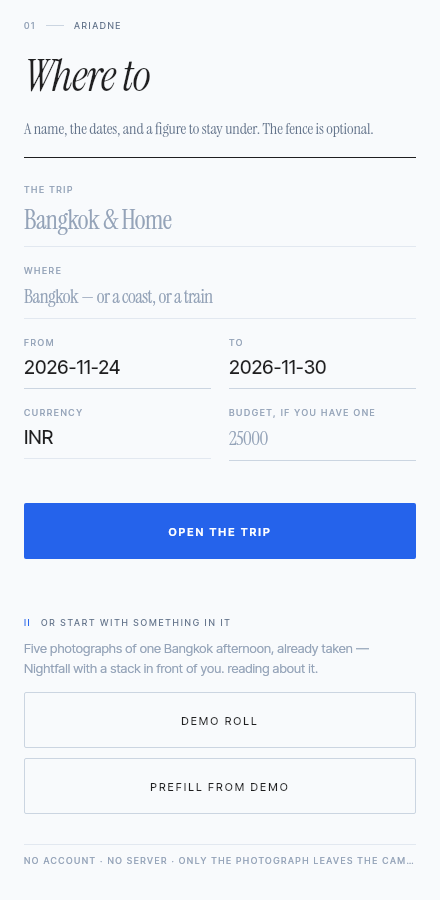 01 — ARIADNE
Where to
A name, the dates, and a figure to stay under. The fence is optional.
THE TRIP
Bangkok & Home
WHERE
Bangkok — or a coast, or a train
FROM
TO
2026-11-24
2026-11-30
CURRENCY
BUDGET, IF YOU HAVE ONE
INR
25000
OPEN THE TRIP
II OR START WITH SOMETHING IN IT
Five photographs of one Bangkok afternoon, already taken —
Nightfall with a stack in front of you. reading about it.
DEMO ROLL
PREFILL FROM DEMO
NO ACCOUNT · NO SERVER · ONLY THE PHOTOGRAPH LEAVES THE CAM…